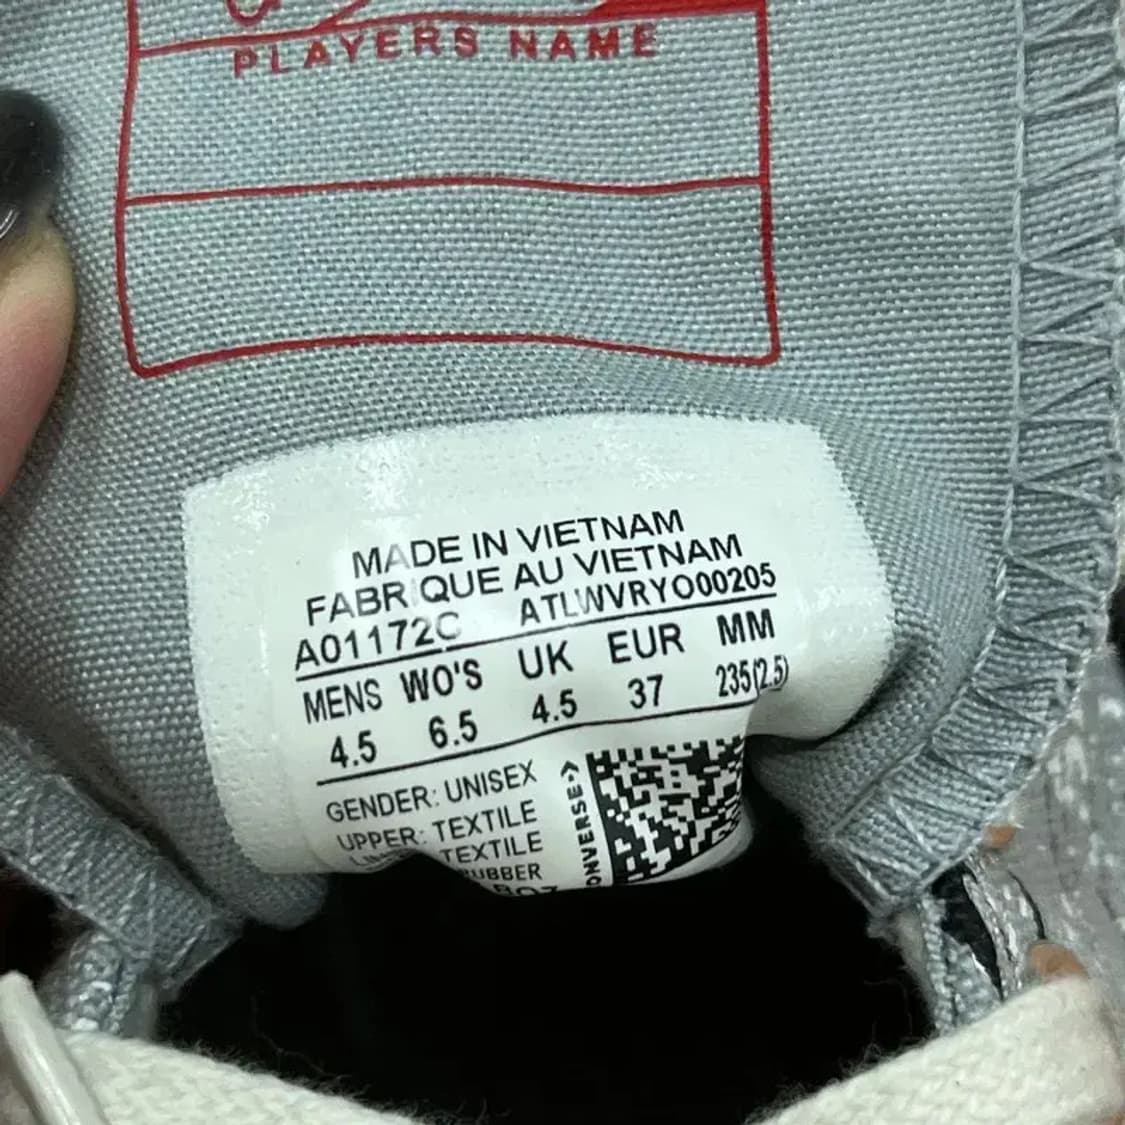 PLAYERS NAME
MADE IN VIETNAM
FABRIQUE AU VIETNAM
A01172C ATLWVRYO00205
MENS WO'S UK EUR MM
4.5 6.5 4.5 37 235(2.5)
GENDER: UNISEX
UPPER: TEXTILE
TEXTILE